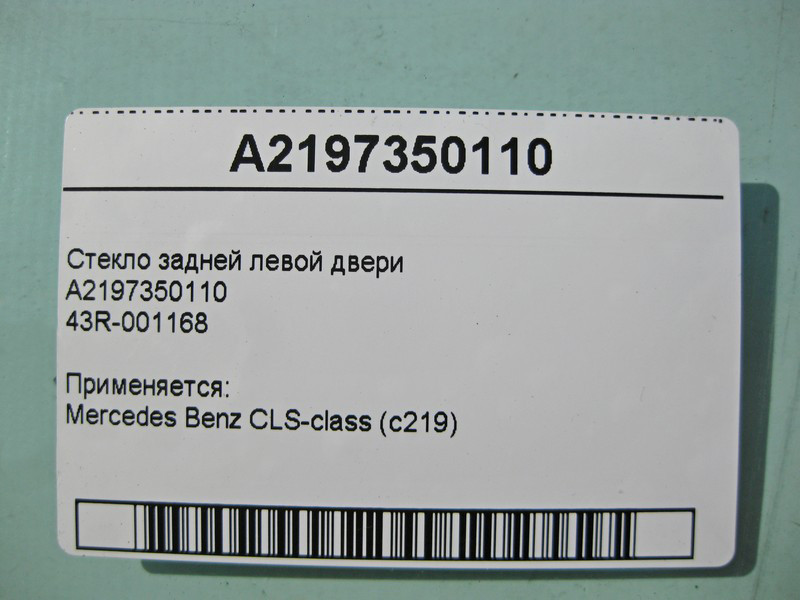 A2197350110
Стекло задней левой двери
A2197350110
43R-001168
Применяется:
Mercedes Benz CLS-class (c219)